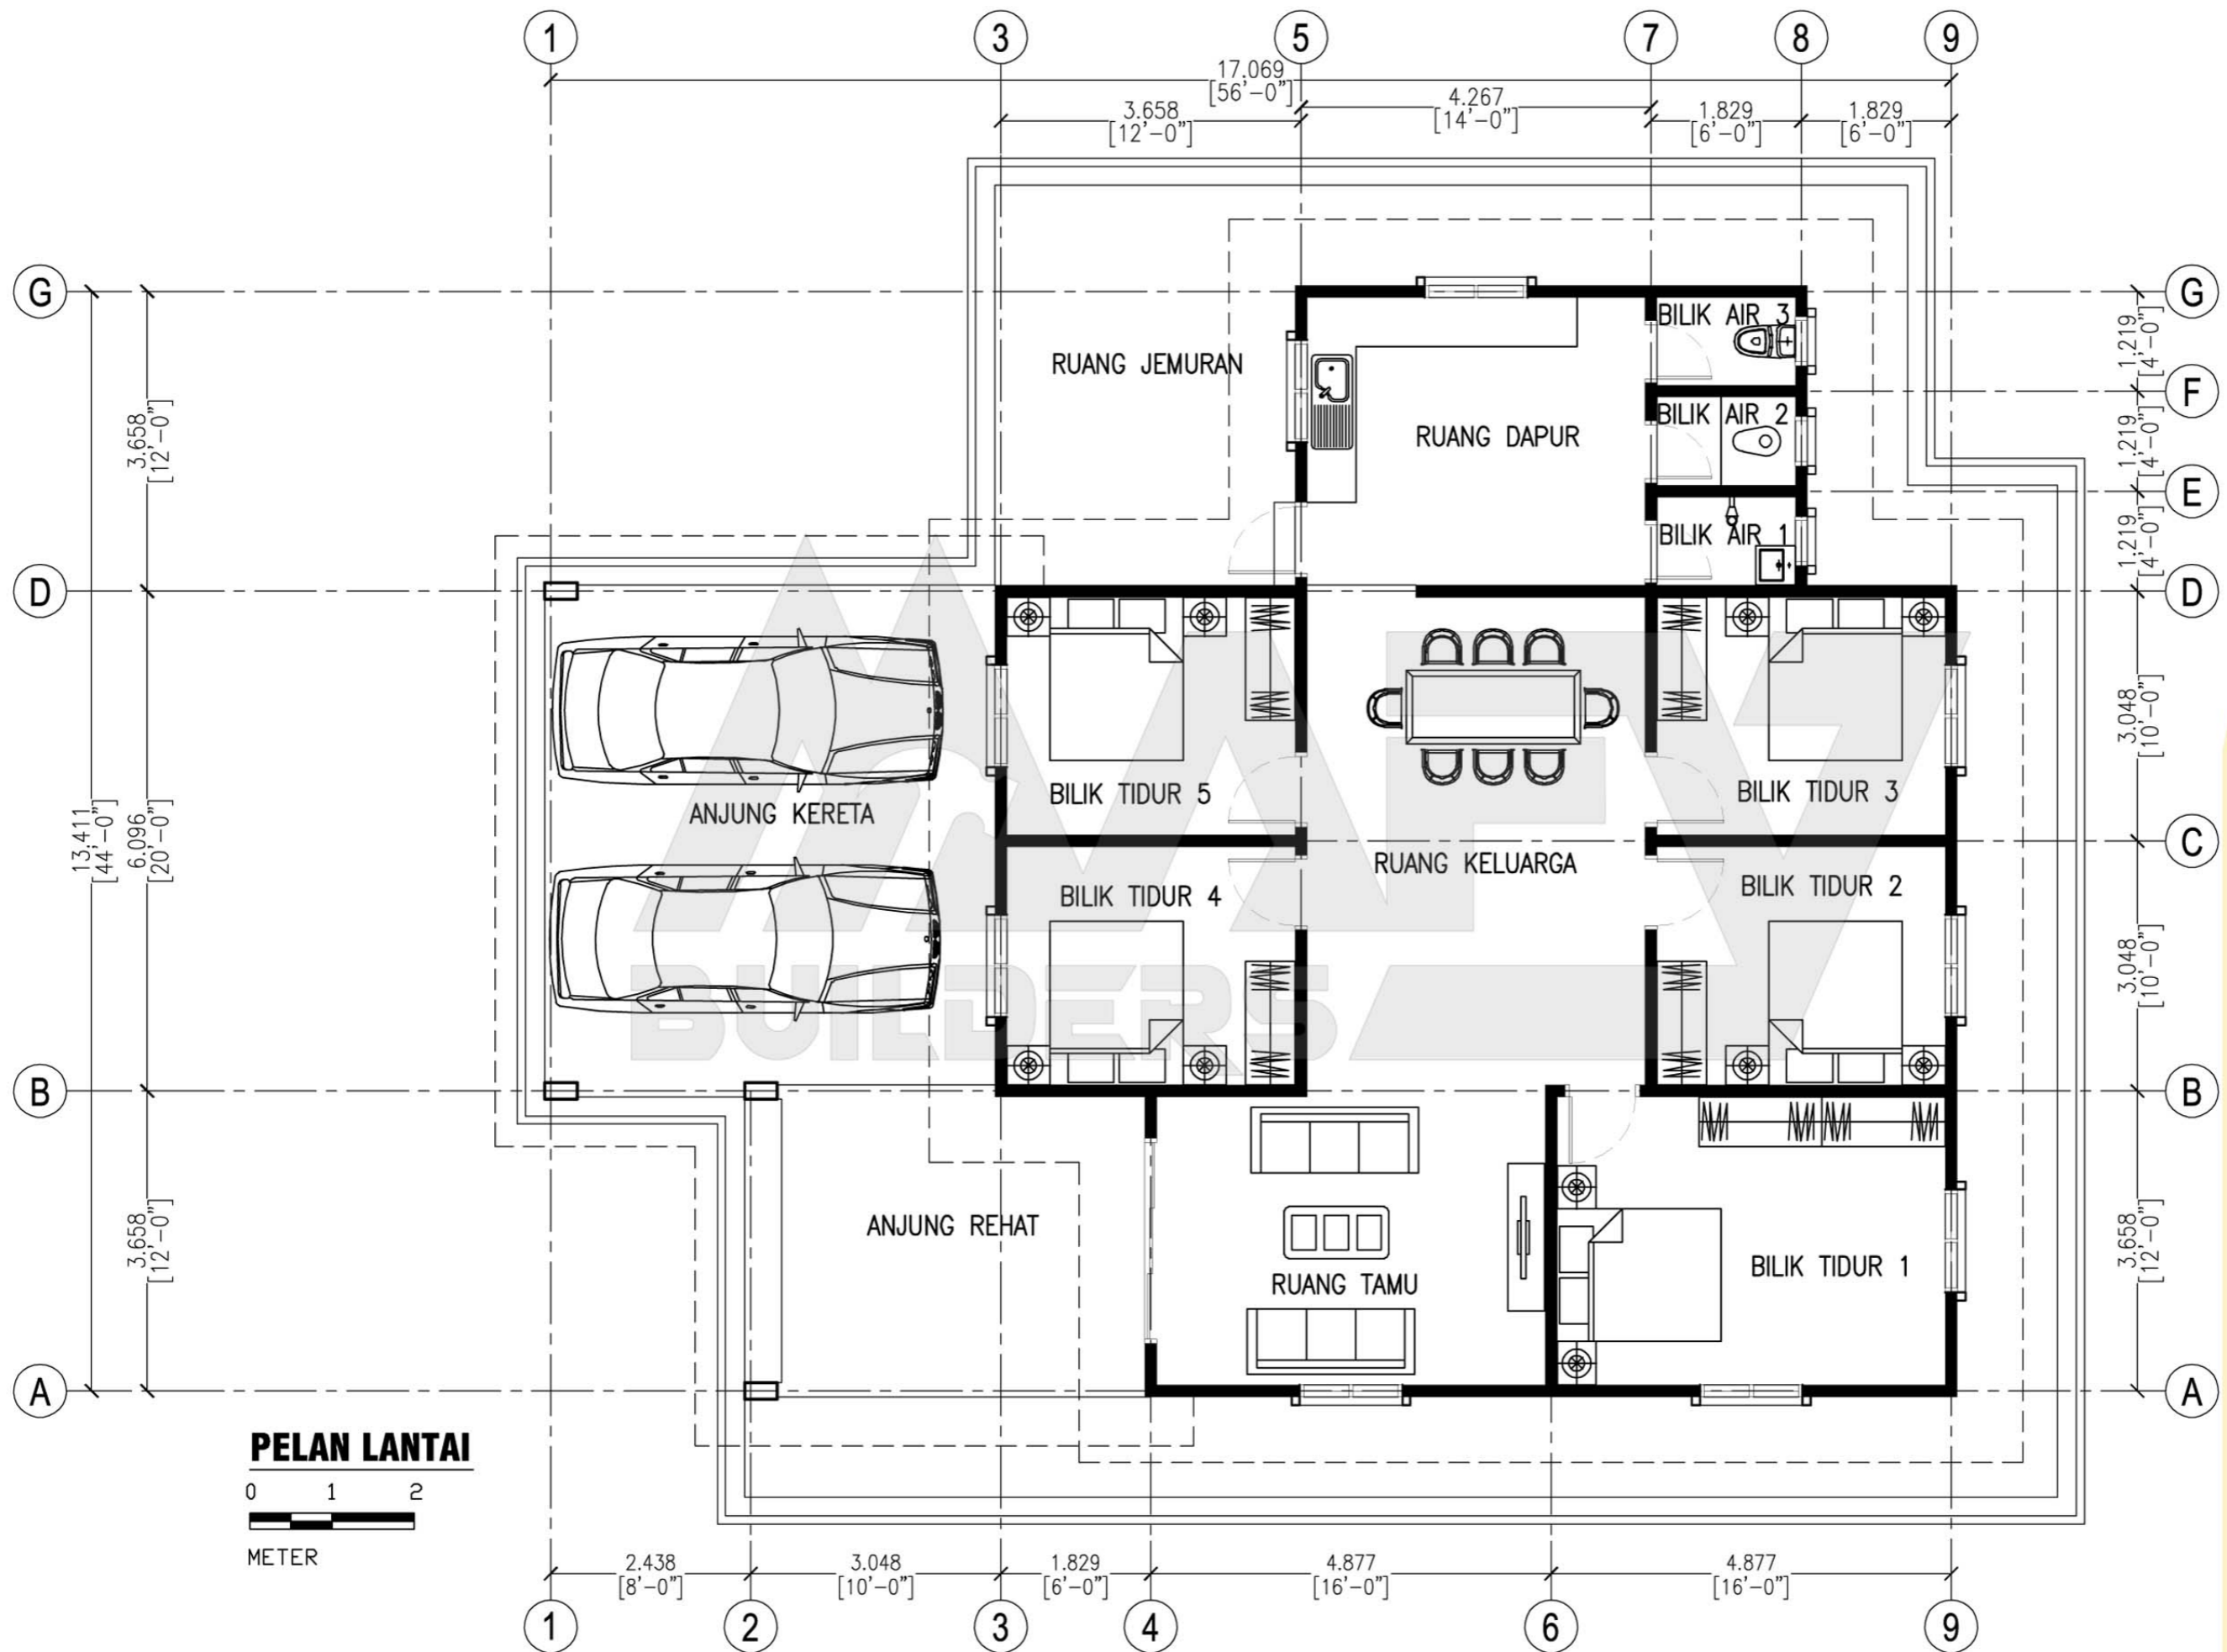 1 3 5 7 8 9
17.069
[56'-0"]
3.658
[12'-0"]
4.267
[14'-0"]
1.829
[6'-0"]
1.829
[6'-0"]
G
G
F
E
D
D
C
B
B
A
A
3.658
[12'-0"]
13.411
[44'-0"]
6.096
[20'-0"]
3.658
[12'-0"]
1.219
[4'-0"]
1.219
[4'-0"]
1.219
[4'-0"]
3.048
[10'-0"]
3.048
[10'-0"]
3.658
[12'-0"]
BILIK AIR 3
RUANG JEMURAN
BILIK AIR 2
RUANG DAPUR
BILIK AIR 1
BILIK TIDUR 5
BILIK TIDUR 3
ANJUNG KERETA
RUANG KELUARGA
BILIK TIDUR 4
BILIK TIDUR 2
BUILDERS
ANJUNG REHAT
RUANG TAMU
BILIK TIDUR 1
PELAN LANTAI
0 1 2
METER
2.438
[8'-0"]
3.048
[10'-0"]
1.829
[6'-0"]
4.877
[16'-0"]
4.877
[16'-0"]
1 2 3 4 6 9